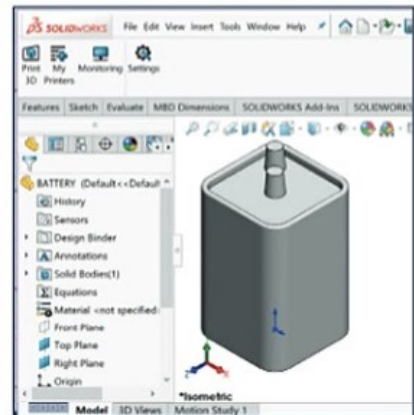 SOLIDWORKS File Edit View Insert Tools Window Help
Print 3D My Printers Monitoring Settings
Features Sketch Evaluate MBD Dimensions SOLIDWORKS Add-Ins SOLIDWORKS
BATTERY (Default<<Default
History
Sensors
Design Binder
Annotations
Solid Bodies(1)
Equations
Material <not specified>
Front Plane
Top Plane
Right Plane
Origin
*Isometric
Model 3D Views Motion Study 1